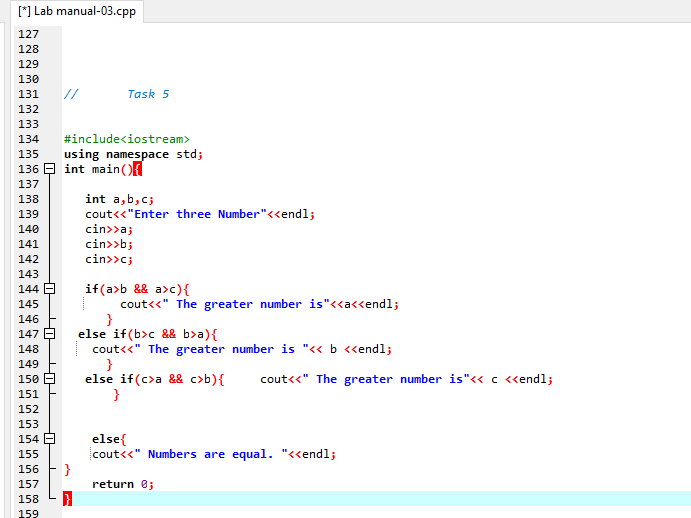 [*] Lab manual-03.cpp
127
128
129
130
131 // Task 5
132
133
134 #include<iostream>
135 using namespace std;
136 int main(){
137
138 int a,b,c;
139 cout<<"Enter three Number"<<endl;
140 cin>>a;
141 cin>>b;
142 cin>>c;
143
144 if(a>b && a>c){
145 cout<<" The greater number is"<<a<<endl;
146 }
147 else if(b>c && b>a){
148 cout<<" The greater number is "<< b <<endl;
149 }
150 else if(c>a && c>b){ cout<<" The greater number is"<< c <<endl;
151 }
152
153
154 else{
155 cout<<" Numbers are equal. "<<endl;
156 }
157 return 0;
158 }
159